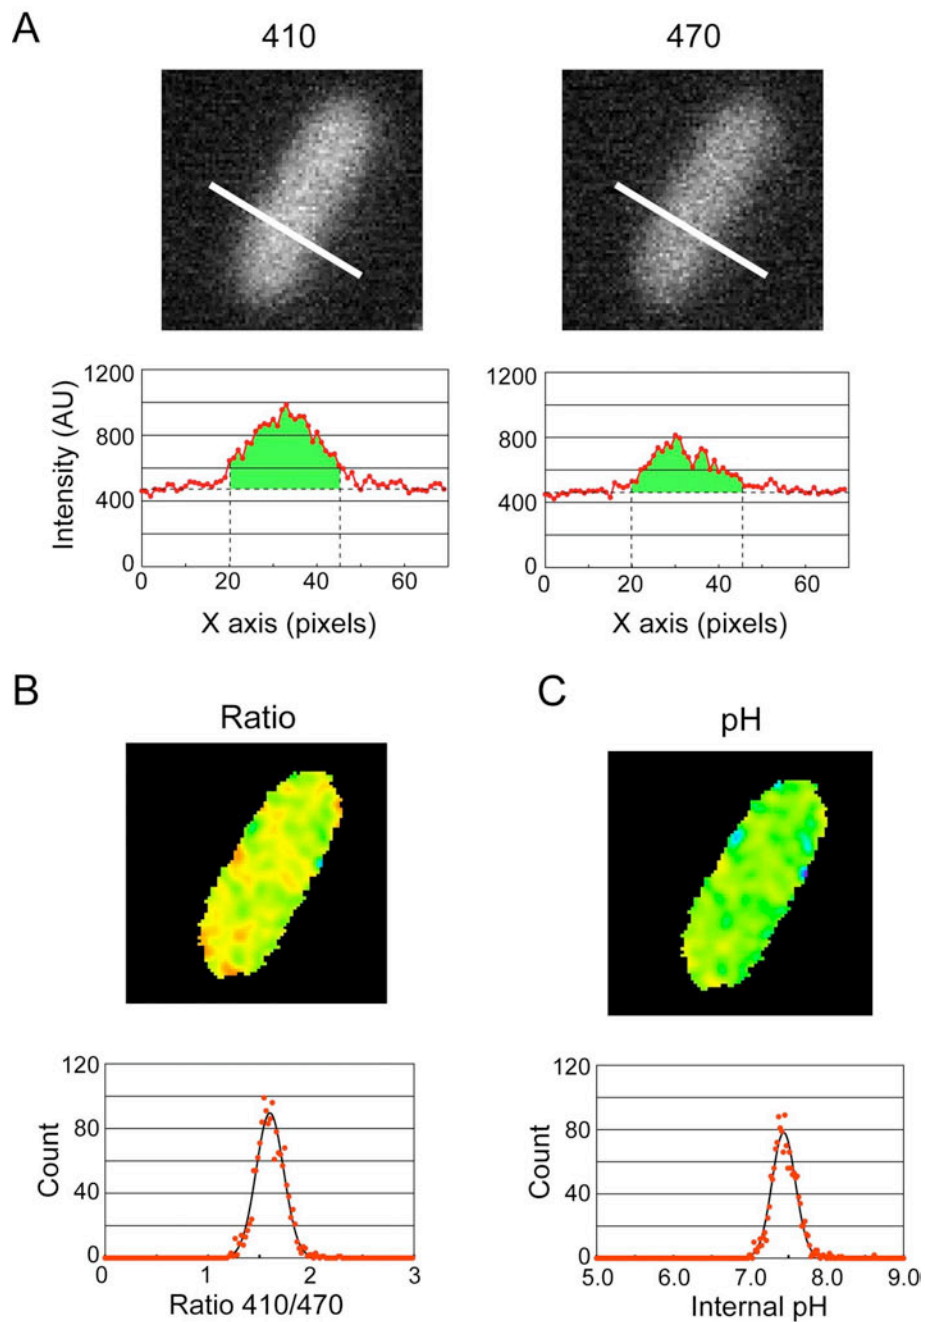 A
410
470
1200
800
400
0
Intensity (AU)
0 20 40 60
X axis (pixels)
1200
800
400
0
0 20 40 60
X axis (pixels)
B
Ratio
C
pH
120
80
40
0
Count
0 1 2 3
Ratio 410/470
120
80
40
0
Count
5.0 6.0 7.0 8.0 9.0
Internal pH